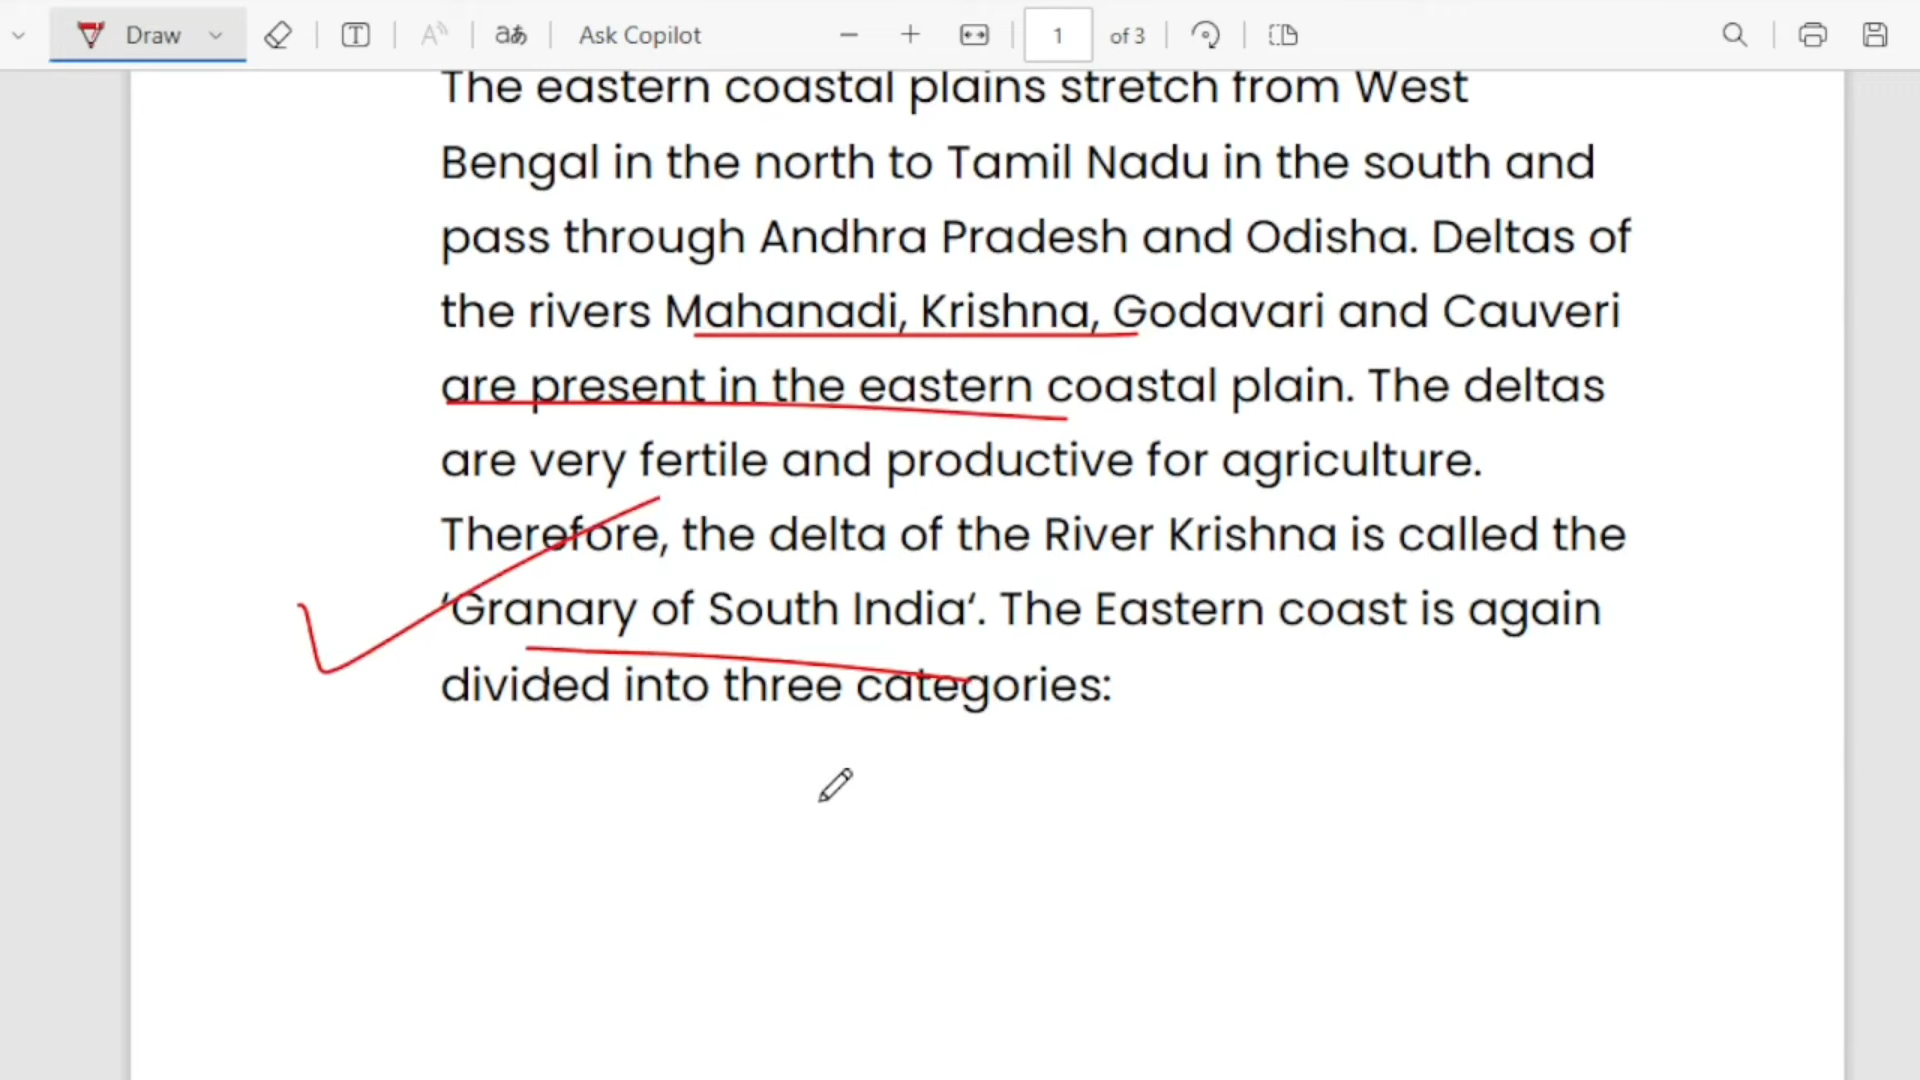 Draw
T
A
aあ
Ask Copilot
1
of 3
The eastern coastal plains stretch from West
Bengal in the north to Tamil Nadu in the south and
pass through Andhra Pradesh and Odisha. Deltas of
the rivers Mahanadi, Krishna, Godavari and Cauveri
are present in the eastern coastal plain. The deltas
are very fertile and productive for agriculture.
Therefore, the delta of the River Krishna is called the
‘Granary of South India‘. The Eastern coast is again
divided into three categories: